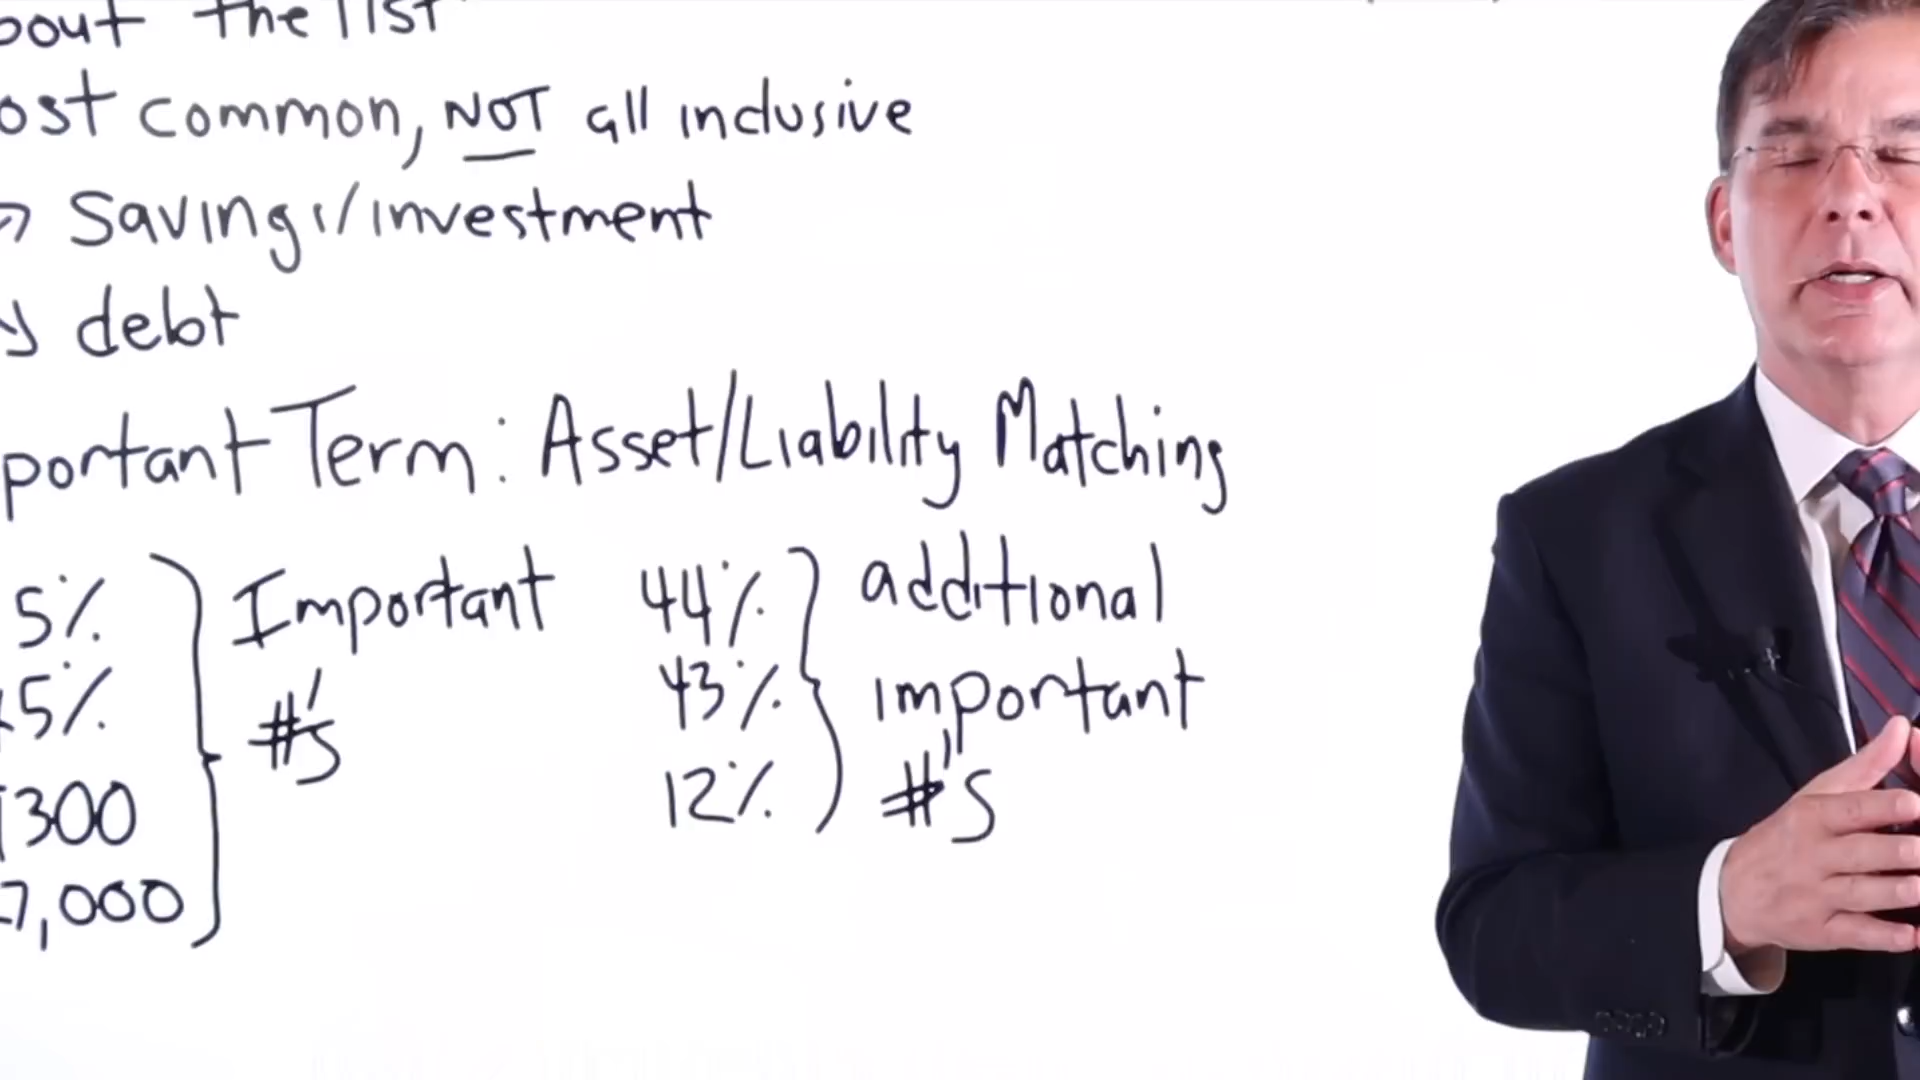 about the list
ost common, NOT all inclusive
→ Savings/investment
debt
portant Term: Asset/Liability Matching
5%
5%
300
7,000
Important
#'s
44%
43%
12%
additional
important
#'s